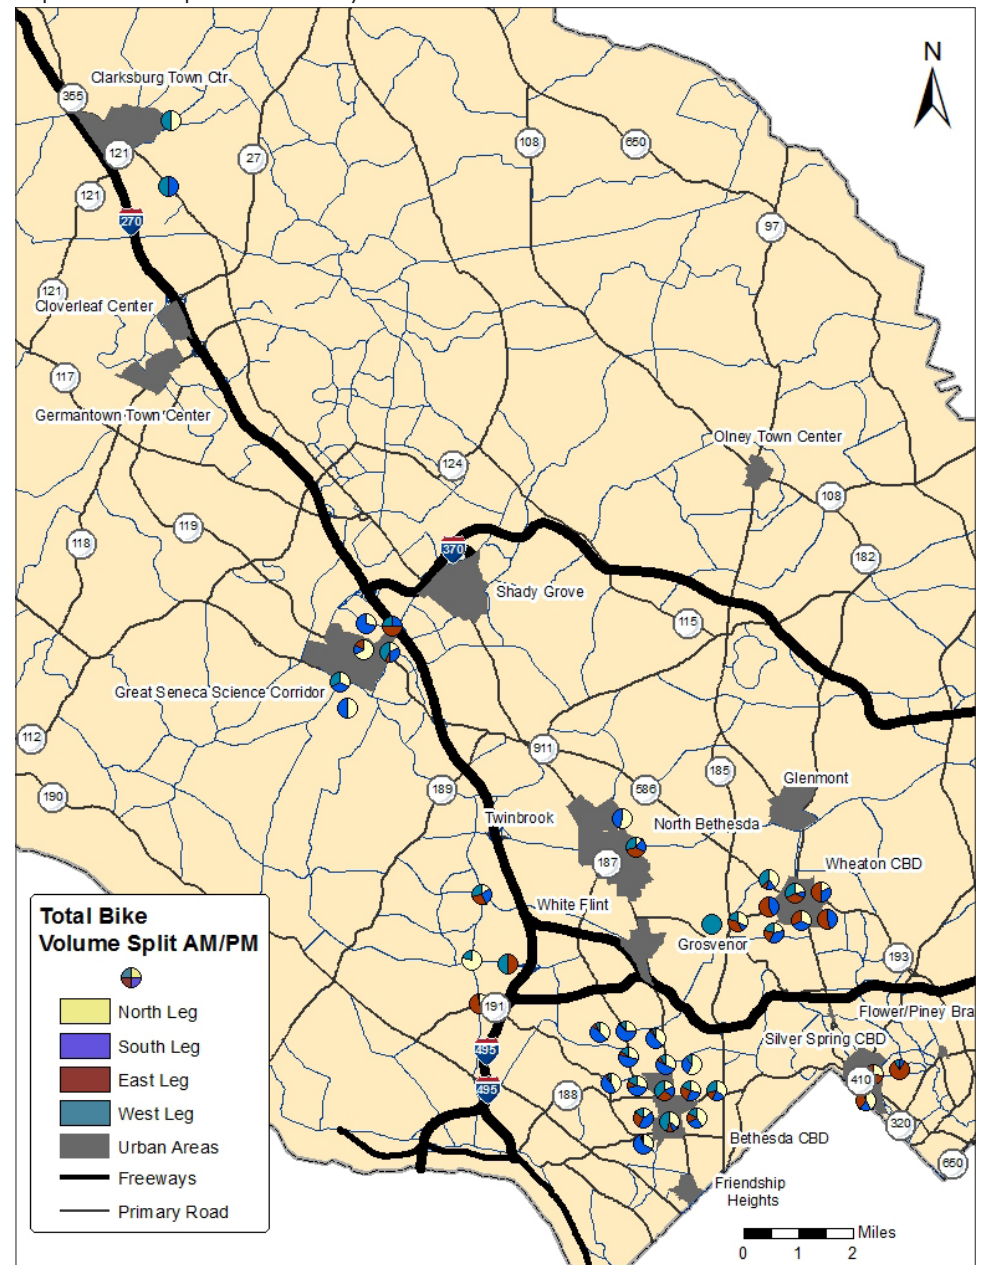 N
Clarksburg Town Ctr
355
121
27
108
650
121
270
97
121
Cloverleaf Center
117
Germantown Town Center
Olney Town Center
124
108
119
118
182
370
Shady Grove
115
Great Seneca Science Corridor
112
911
185
Glenmont
190
189
586
Twinbrook
North Bethesda
187
Wheaton CBD
White Flint
Grosvenor
193
191
Flower/Piney Bra
Silver Spring CBD
495
410
495
188
320
Bethesda CBD
650
Friendship
Heights
Total Bike
Volume Split AM/PM
North Leg
South Leg
East Leg
West Leg
Urban Areas
Freeways
Primary Road
Miles
0 1 2